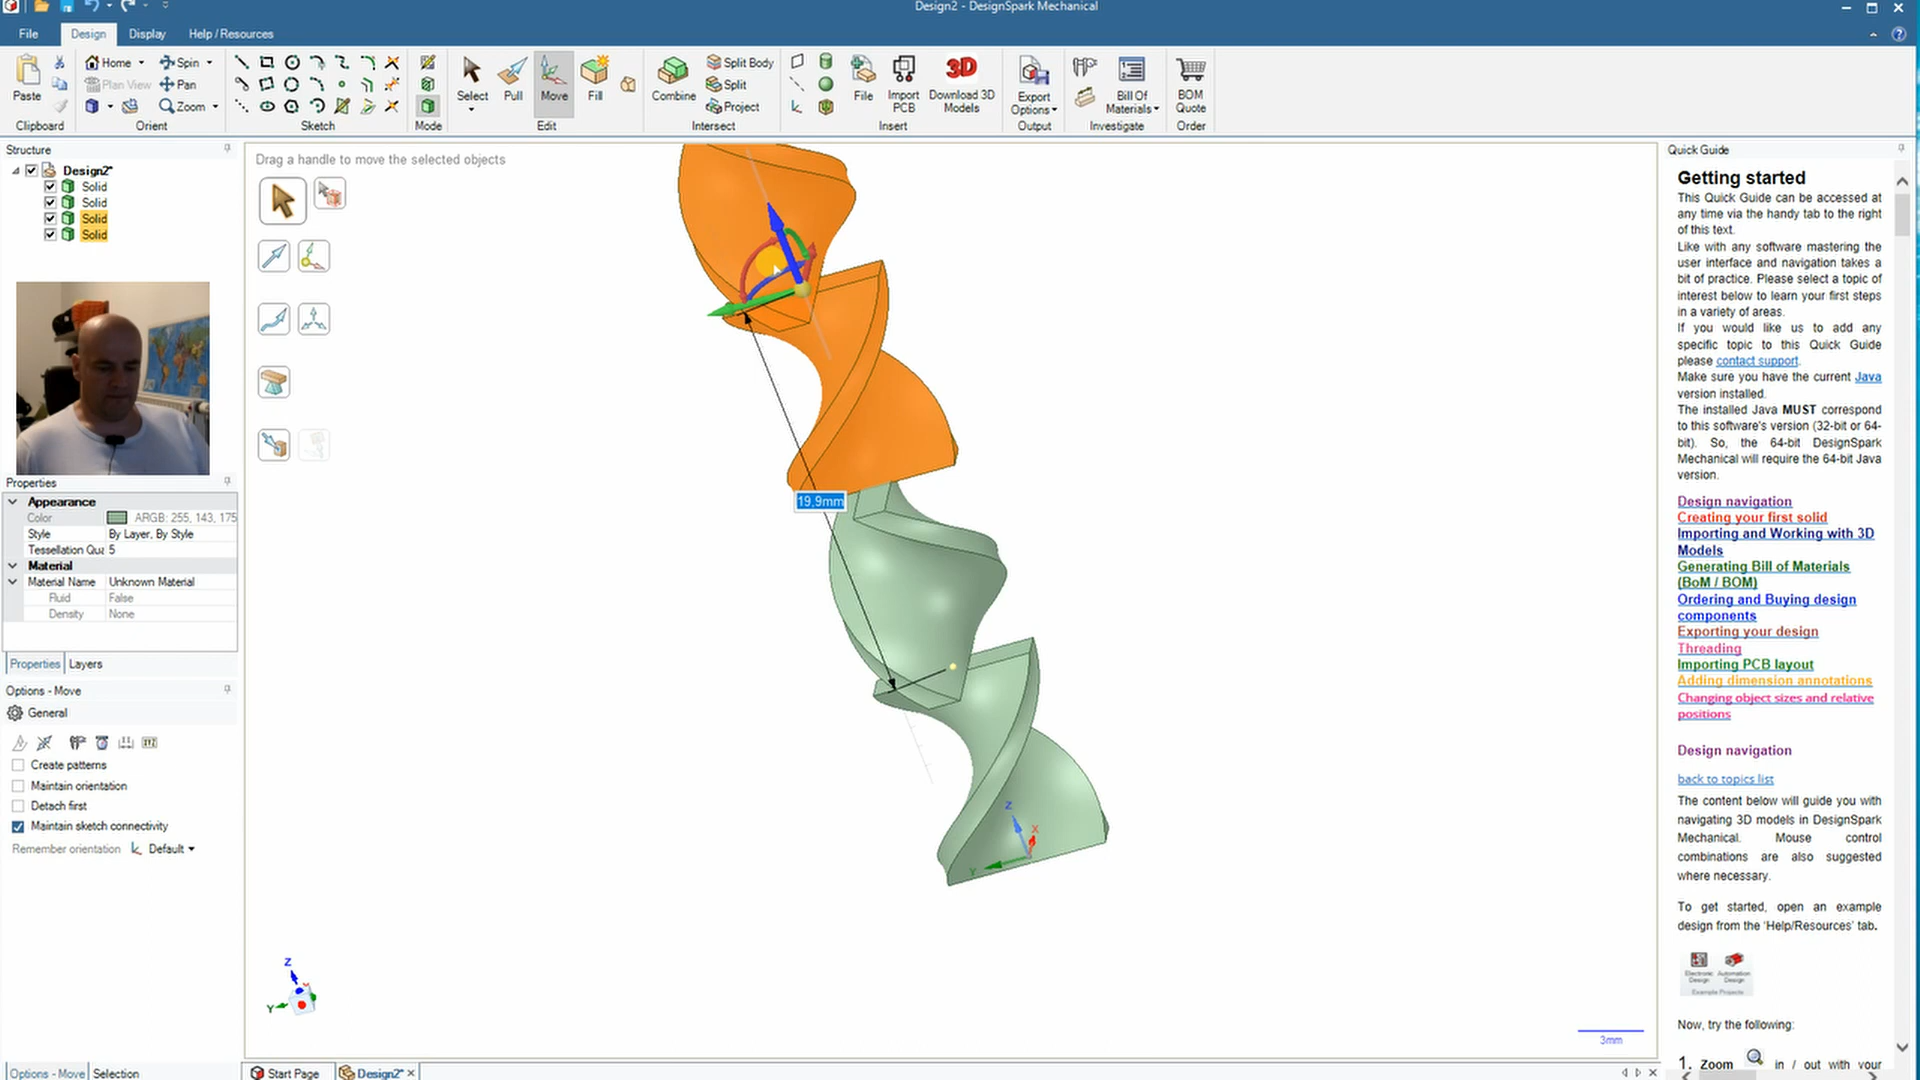 Design2 - DesignSpark Mechanical
File Design Display Help / Resources
Paste
Clipboard
Home Spin
Plan View Pan
Zoom
Orient
Sketch
Mode
Select Pull Move Fill
Edit
Combine
Split Body
Split
Project
Intersect
File
Import PCB
3D
Download 3D Models
Insert
Export Options
Output
Bill Of Materials
Investigate
BOM Quote
Order
Structure
Design2*
Solid
Solid
Solid
Solid
Properties
Appearance
Color ARGB: 255, 143, 175
Style By Layer, By Style
Tessellation Qua 5
Material
Material Name Unknown Material
Fluid False
Density None
Properties Layers
Options - Move
General
XYZ
Create patterns
Maintain orientation
Detach first
Maintain sketch connectivity
Remember orientation Default
Options - Move Selection
Drag a handle to move the selected objects
19,9mm
Z
X
Y
Z
Y
3mm
Start Page Design2*
Quick Guide
Getting started
This Quick Guide can be accessed at
any time via the handy tab to the right
of this text.
Like with any software mastering the
user interface and navigation takes a
bit of practice. Please select a topic of
interest below to learn your first steps
in a variety of areas.
If you would like us to add any
specific topic to this Quick Guide
please contact support.
Make sure you have the current Java
version installed.
The installed Java MUST correspond
to this software's version (32-bit or 64-
bit). So, the 64-bit DesignSpark
Mechanical will require the 64-bit Java
version.
Design navigation
Creating your first solid
Importing and Working with 3D
Models
Generating Bill of Materials
(BoM / BOM)
Ordering and Buying design
components
Exporting your design
Threading
Importing PCB layout
Adding dimension annotations
Changing object sizes and relative
positions
Design navigation
back to topics list
The content below will guide you with
navigating 3D models in DesignSpark
Mechanical. Mouse control
combinations are also suggested
where necessary.
To get started, open an example
design from the 'Help/Resources' tab.
Electronic Design Automation Design
Example Projects
Now, try the following:
1. Zoom in / out with your